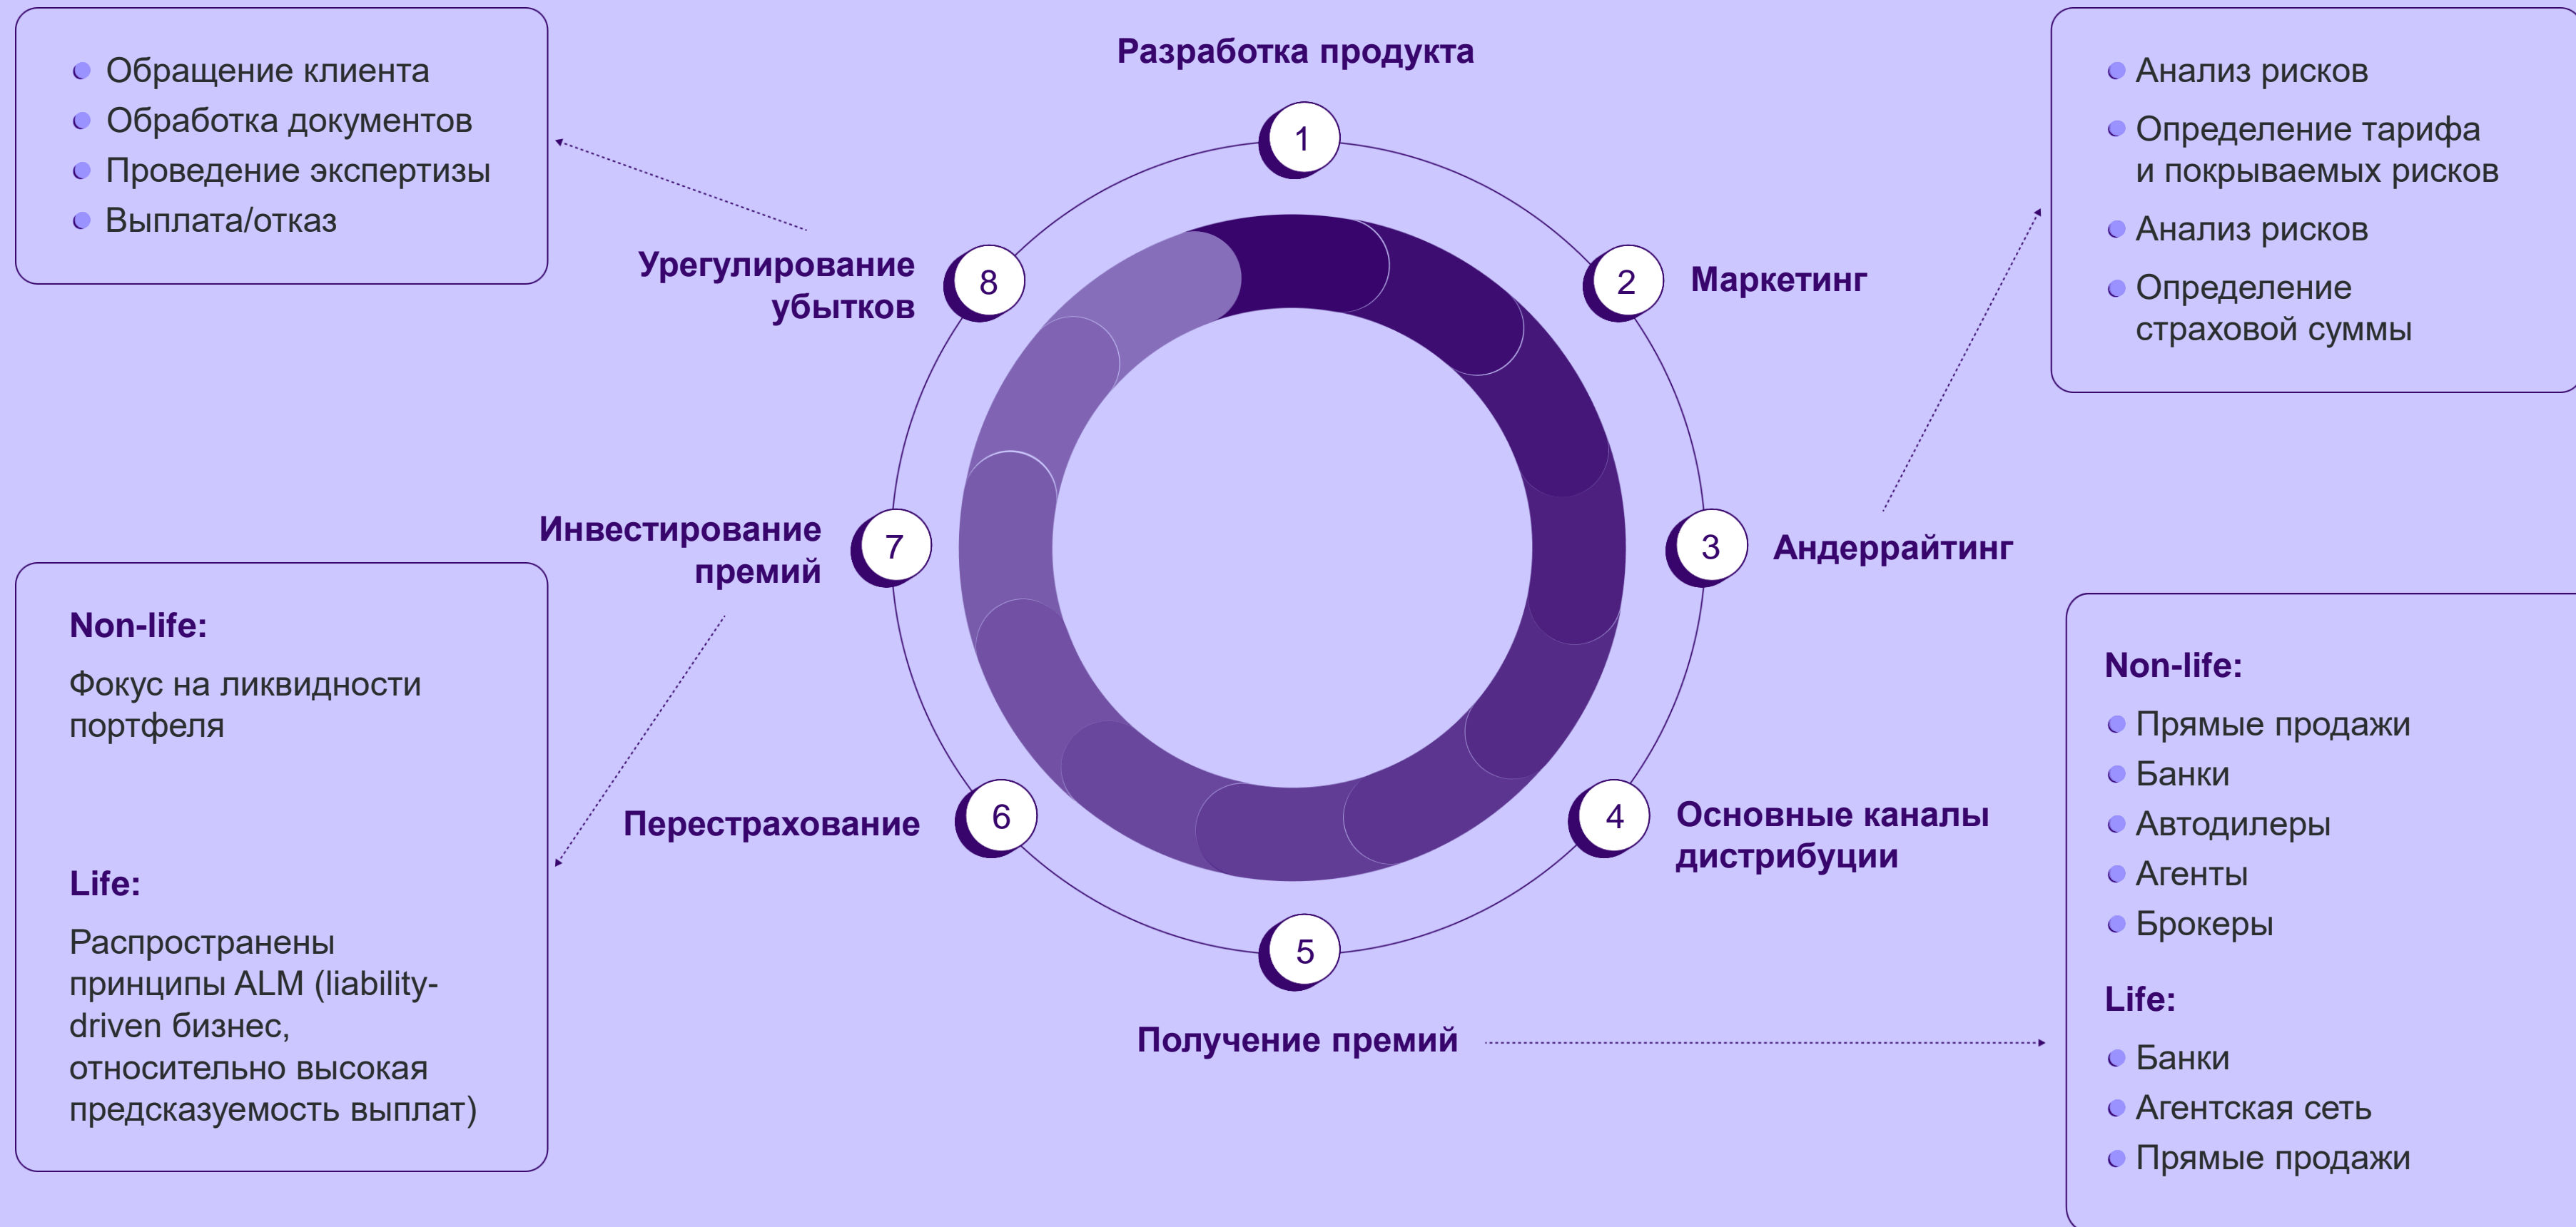 Обращение клиента
Обработка документов
Проведение экспертизы
Выплата/отказ
Разработка продукта
1
Анализ рисков
Определение тарифа
и покрываемых рисков
Анализ рисков
Определение
страховой суммы
2
Маркетинг
3
Андеррайтинг
4
Основные каналы
дистрибуции
5
Получение премий
Non-life:
Прямые продажи
Банки
Автодилеры
Агенты
Брокеры
Life:
Банки
Агентская сеть
Прямые продажи
6
Перестрахование
7
Инвестирование
премий
Non-life:
Фокус на ликвидности
портфеля
Life:
Распространены
принципы ALM (liability-
driven бизнес,
относительно высокая
предсказуемость выплат)
8
Урегулирование
убытков